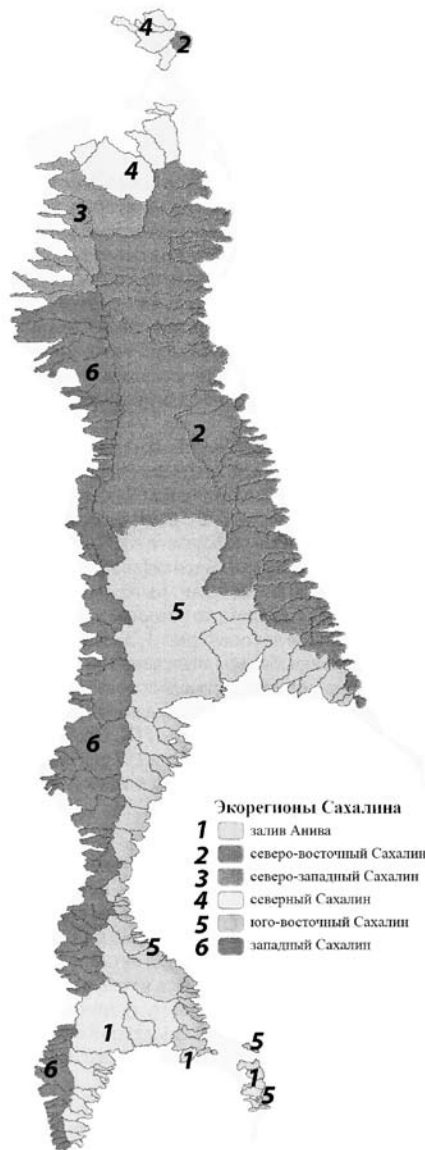 4
2
4
3
6
2
5
6
Экорегионы Сахалина
1 залив Анива
2 северо-восточный Сахалин
3 северо-западный Сахалин
4 северный Сахалин
5 юго-восточный Сахалин
6 западный Сахалин
5
1
1
5
6
1
5